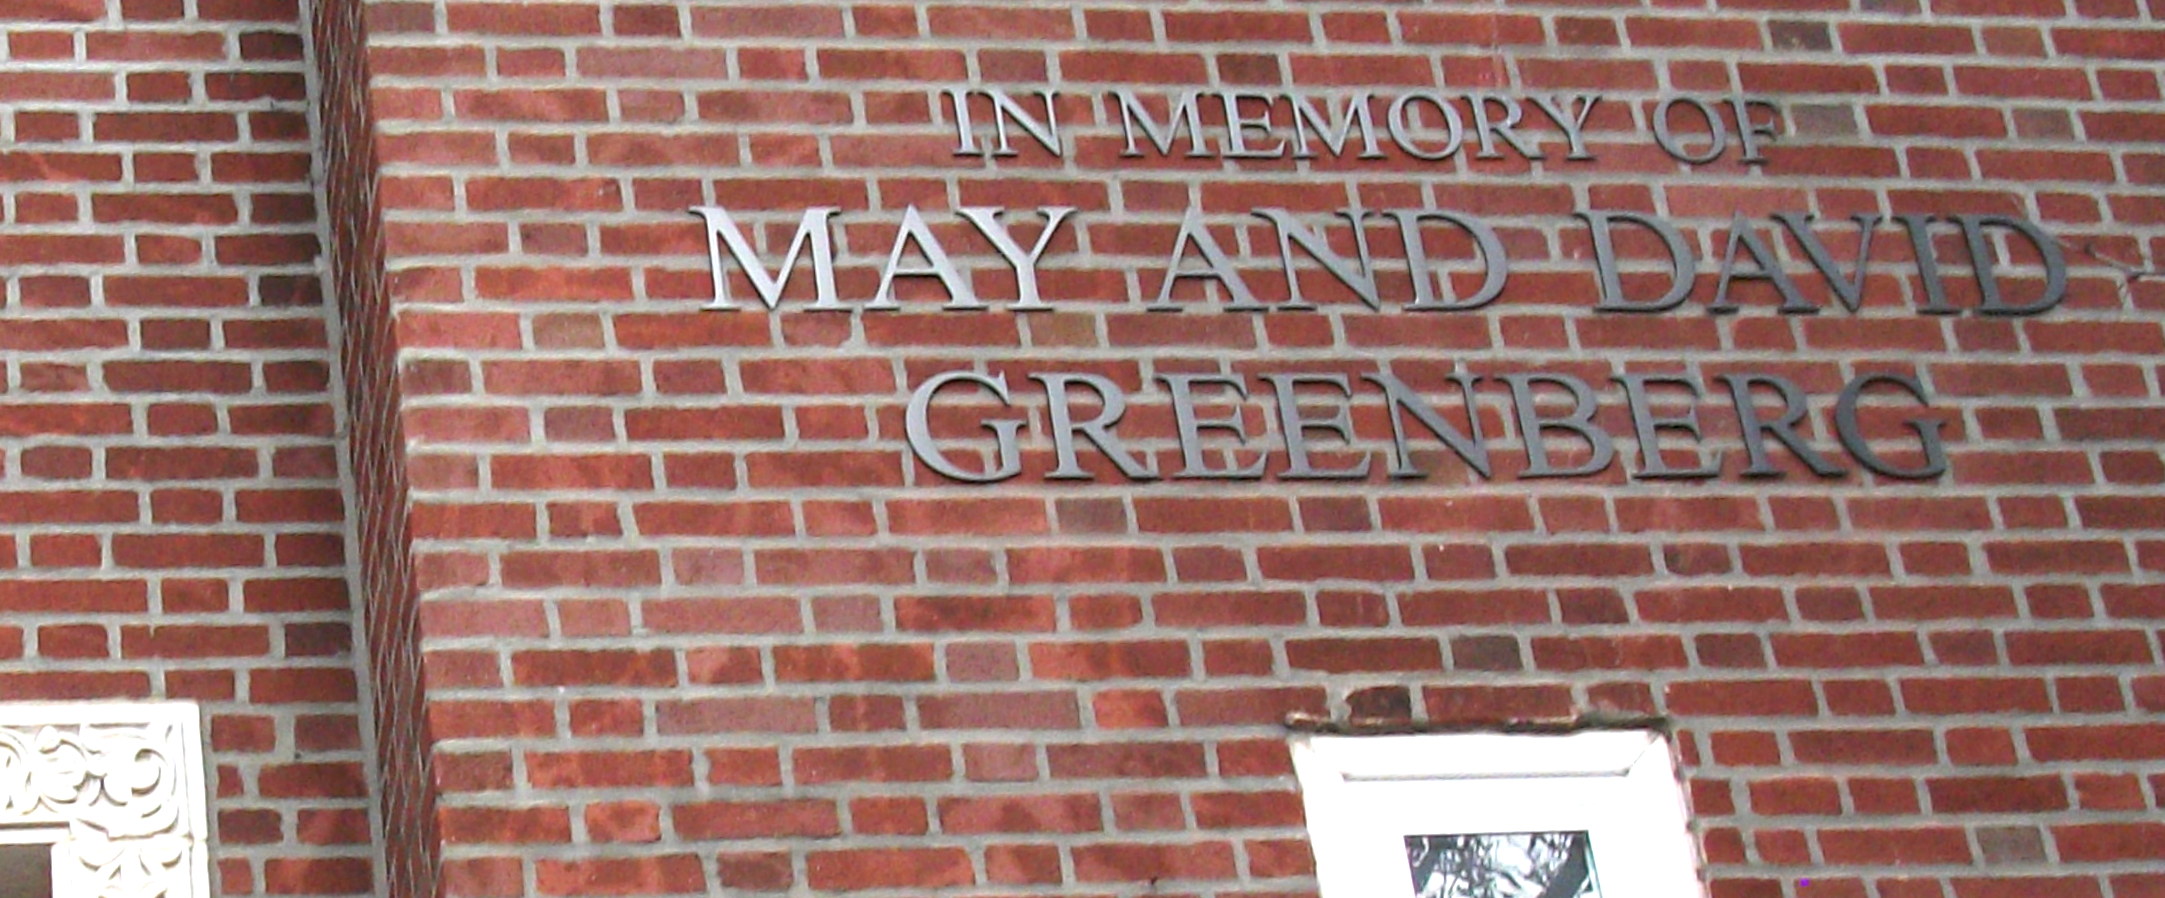 IN MEMORY OF
MAY AND DAVID
GREENBERG